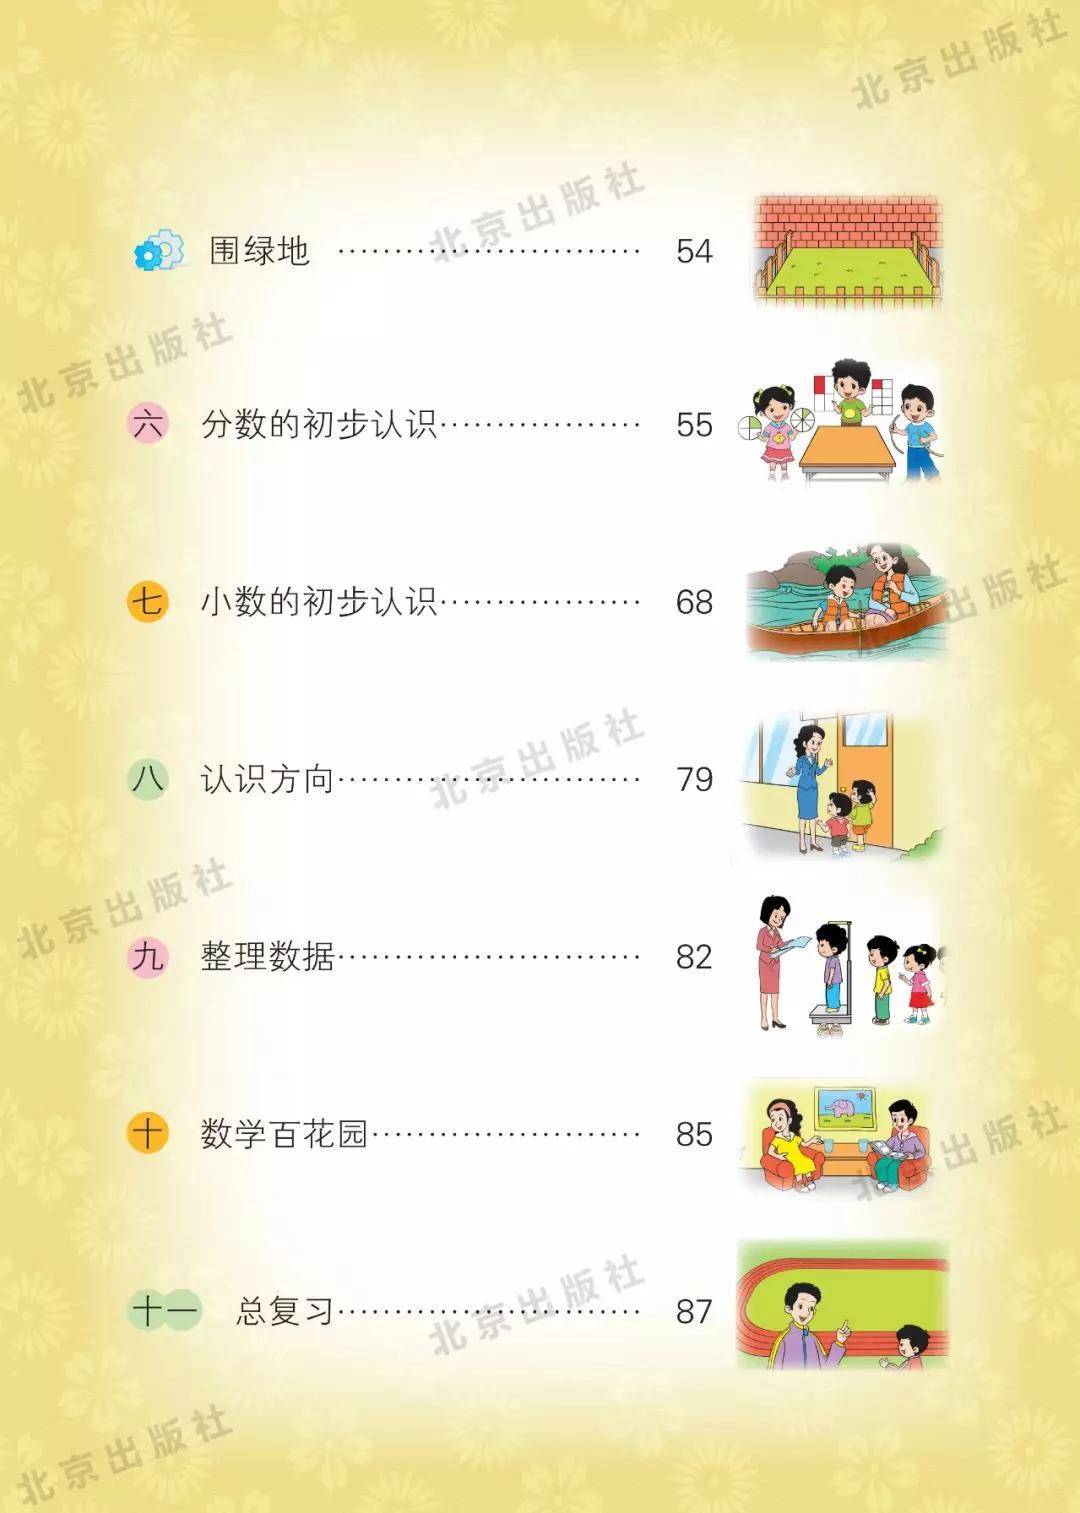 北京出版社
北京出版社
围绿地 ··························· 54
北京出版社
六 分数的初步认识·················· 55
北京出版社
七 小数的初步认识·················· 68
北京出版社
八 认识方向··························· 79
北京出版社
九 整理数据··························· 82
十 数学百花园························ 85
北京出版社
北京出版社
十一 总复习··························· 87
北京出版社